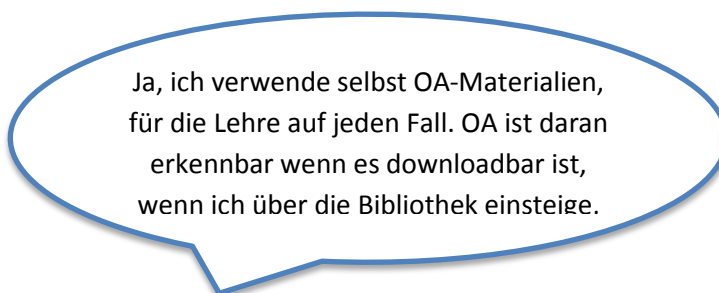 Ja, ich verwende selbst OA-Materialien,
für die Lehre auf jeden Fall. OA ist daran
erkennbar wenn es downloadbar ist,
wenn ich über die Bibliothek einsteige.